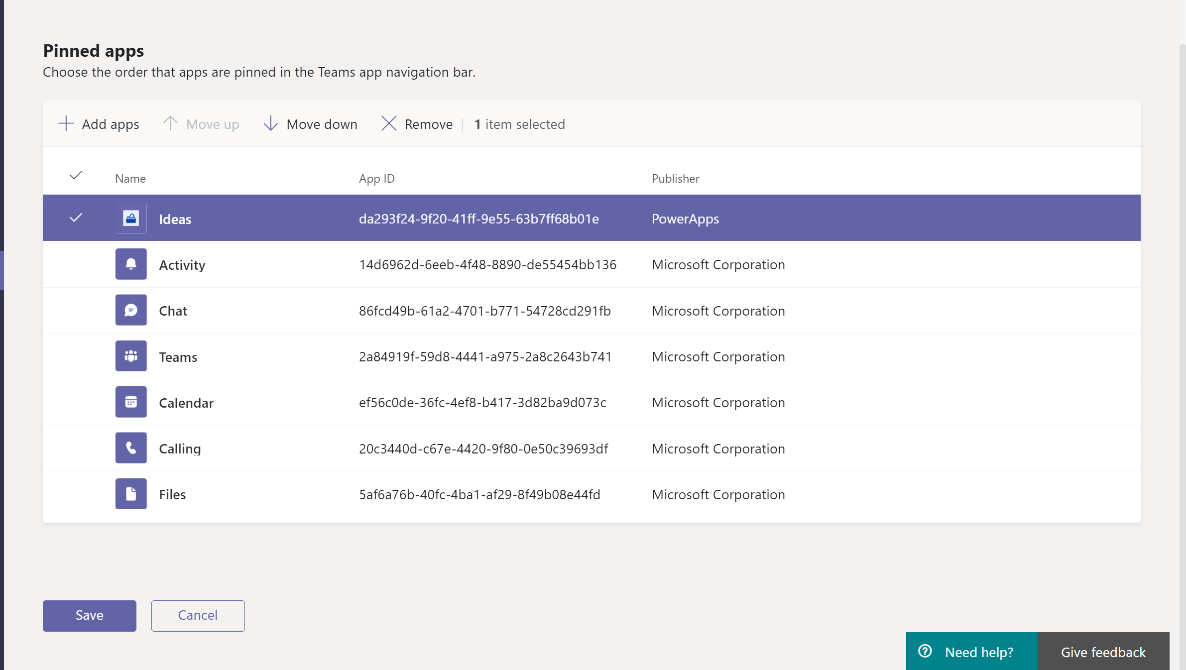 Pinned apps
Choose the order that apps are pinned in the Teams app navigation bar.
Add apps Move up Move down Remove 1 item selected
Name App ID Publisher
Ideas da293f24-9f20-41ff-9e55-63b7ff68b01e PowerApps
Activity 14d6962d-6eeb-4f48-8890-de55454bb136 Microsoft Corporation
Chat 86fcd49b-61a2-4701-b771-54728cd291fb Microsoft Corporation
Teams 2a84919f-59d8-4441-a975-2a8c2643b741 Microsoft Corporation
Calendar ef56c0de-36fc-4ef8-b417-3d82ba9d073c Microsoft Corporation
Calling 20c3440d-c67e-4420-9f80-0e50c39693df Microsoft Corporation
Files 5af6a76b-40fc-4ba1-af29-8f49b08e44fd Microsoft Corporation
Save Cancel
Need help? Give feedback